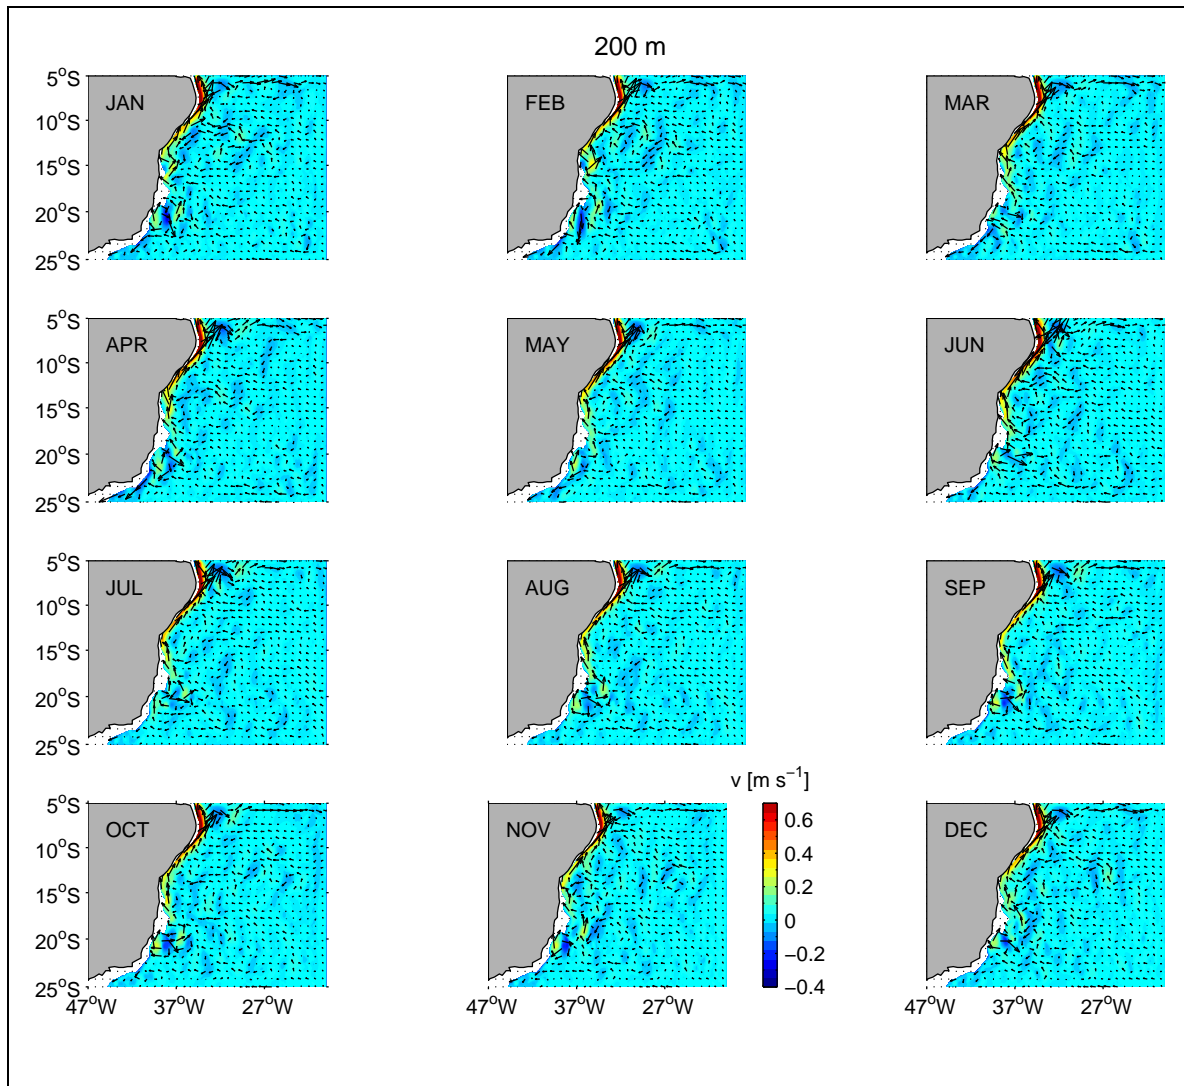 200 m
5°S
10°S
15°S
20°S
25°S
JAN
FEB
MAR
5°S
10°S
15°S
20°S
25°S
APR
MAY
JUN
5°S
10°S
15°S
20°S
25°S
JUL
AUG
SEP
v [m s⁻¹]
5°S
10°S
15°S
20°S
25°S
OCT
NOV
DEC
0.6
0.4
0.2
0
−0.2
−0.4
47°W 37°W 27°W
47°W 37°W 27°W
47°W 37°W 27°W